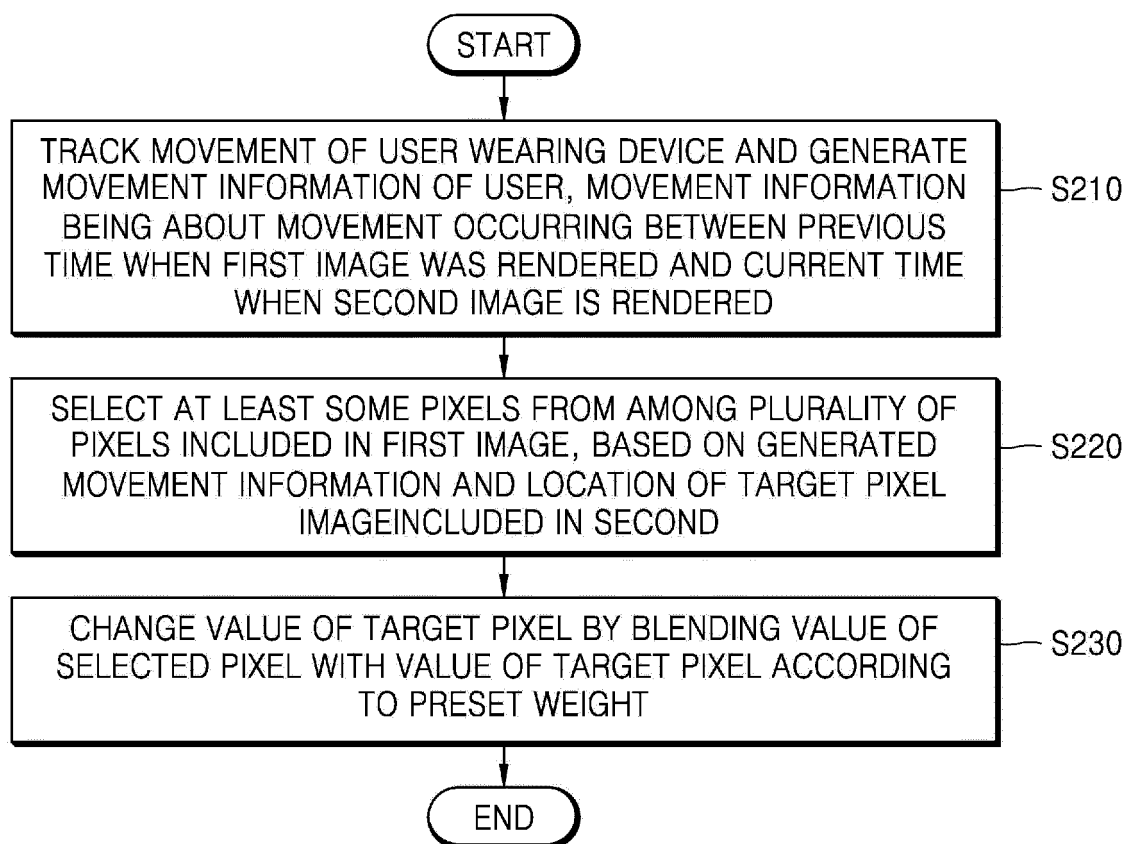 START
TRACK MOVEMENT OF USER WEARING DEVICE AND GENERATE
MOVEMENT INFORMATION OF USER, MOVEMENT INFORMATION
BEING ABOUT MOVEMENT OCCURRING BETWEEN PREVIOUS
TIME WHEN FIRST IMAGE WAS RENDERED AND CURRENT TIME
WHEN SECOND IMAGE IS RENDERED
S210
SELECT AT LEAST SOME PIXELS FROM AMONG PLURALITY OF
PIXELS INCLUDED IN FIRST IMAGE, BASED ON GENERATED
MOVEMENT INFORMATION AND LOCATION OF TARGET PIXEL
IMAGEINCLUDED IN SECOND
S220
CHANGE VALUE OF TARGET PIXEL BY BLENDING VALUE OF
SELECTED PIXEL WITH VALUE OF TARGET PIXEL ACCORDING
TO PRESET WEIGHT
S230
END